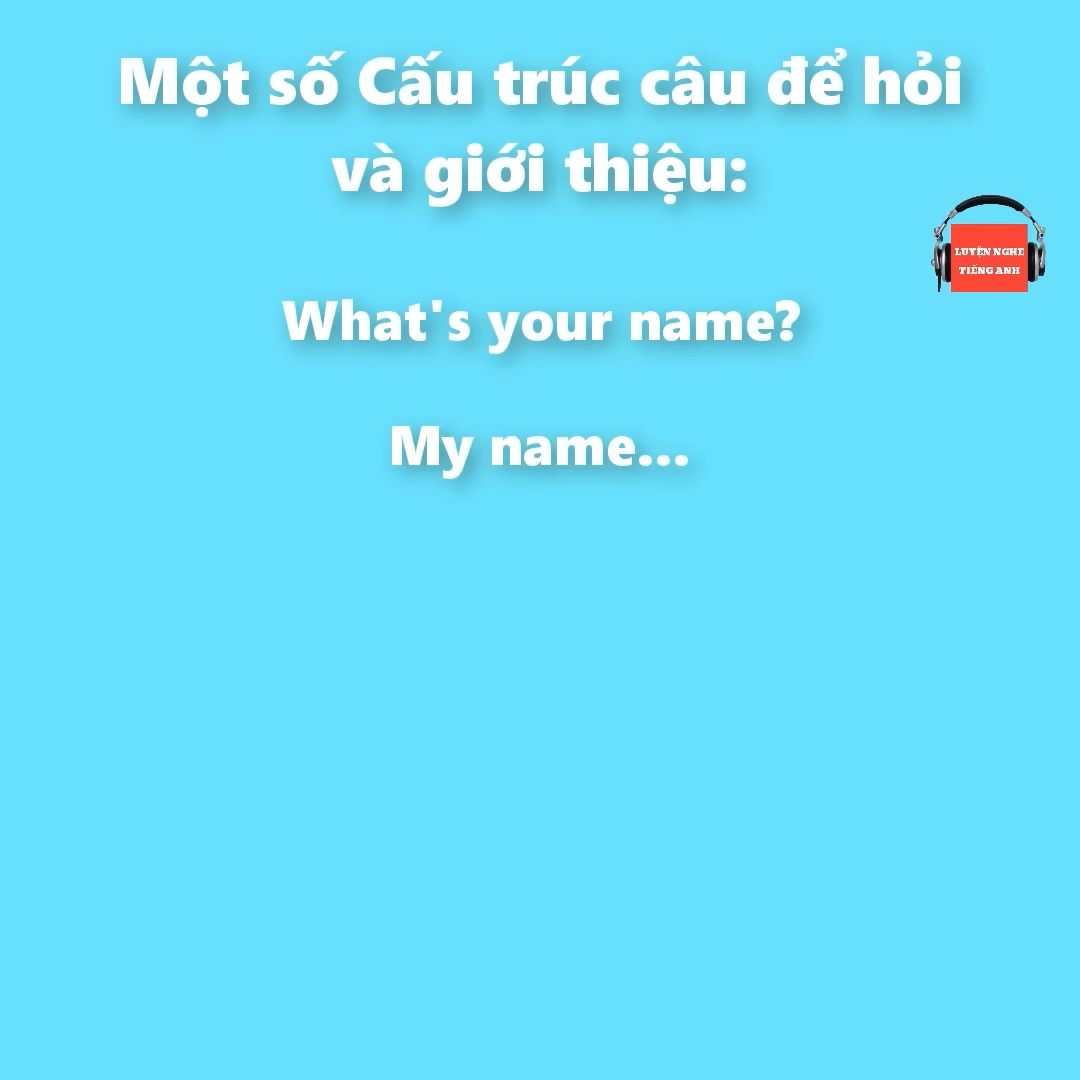 Một số Cấu trúc câu để hỏi
và giới thiệu:
LUYỆN NGHE
TIẾNG ANH
What's your name?
My name...